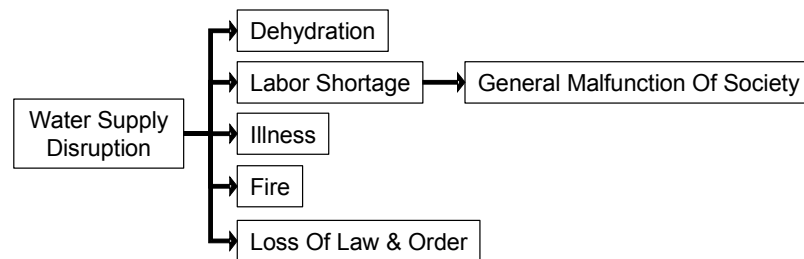 Dehydration
Labor Shortage
General Malfunction Of Society
Water Supply
Disruption
Illness
Fire
Loss Of Law & Order